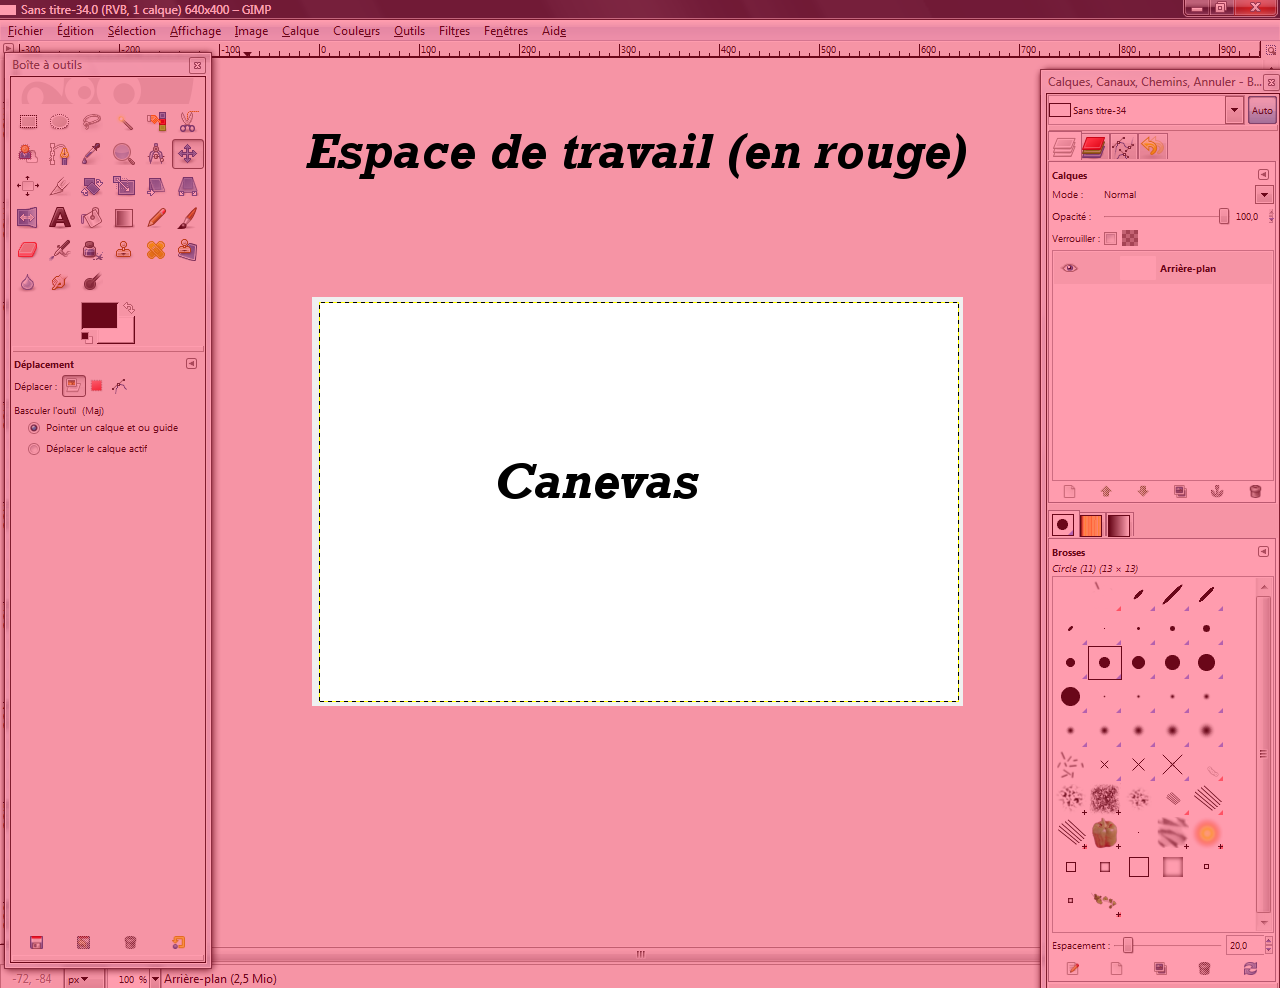 Sans titre-34.0 (RVB, 1 calque) 640x400 – GIMP
Fichier Édition Sélection Affichage Image Calque Couleurs Outils Filtres Fenêtres Aide
-300 -200 -100 0 100 200 300 400 500 600 700 800 900
Boîte à outils
Espace de travail (en rouge)
Canevas
Déplacement
Déplacer :
Basculer l'outil (Maj)
Pointer un calque et ou guide
Déplacer le calque actif
Calques, Canaux, Chemins, Annuler - B...
Sans titre-34 Auto
Calques
Mode : Normal
Opacité : 100,0
Verrouiller :
Arrière-plan
Brosses
Circle (11) (13 × 13)
Espacement : 20,0
-72, -84 px 100 % Arrière-plan (2,5 Mio)